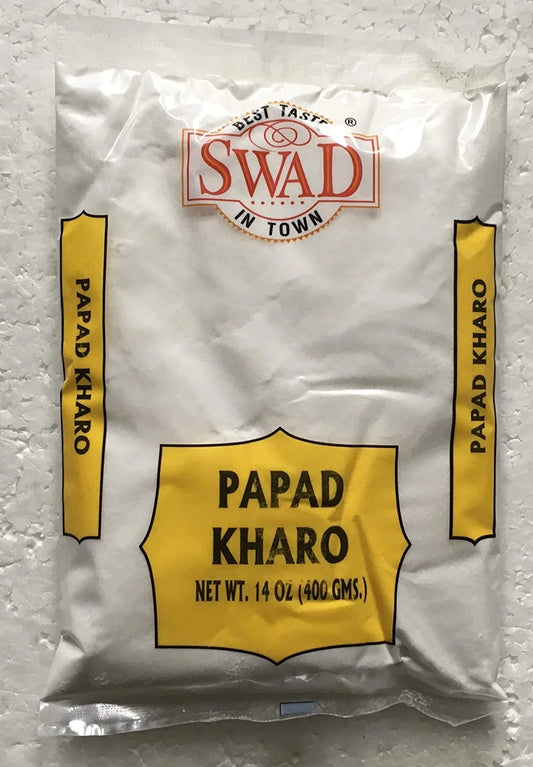 BEST TASTE
®
SWAD
IN TOWN
PAPAD KHARO
PAPAD KHARO
PAPAD
KHARO
NET WT. 14 OZ (400 GMS.)